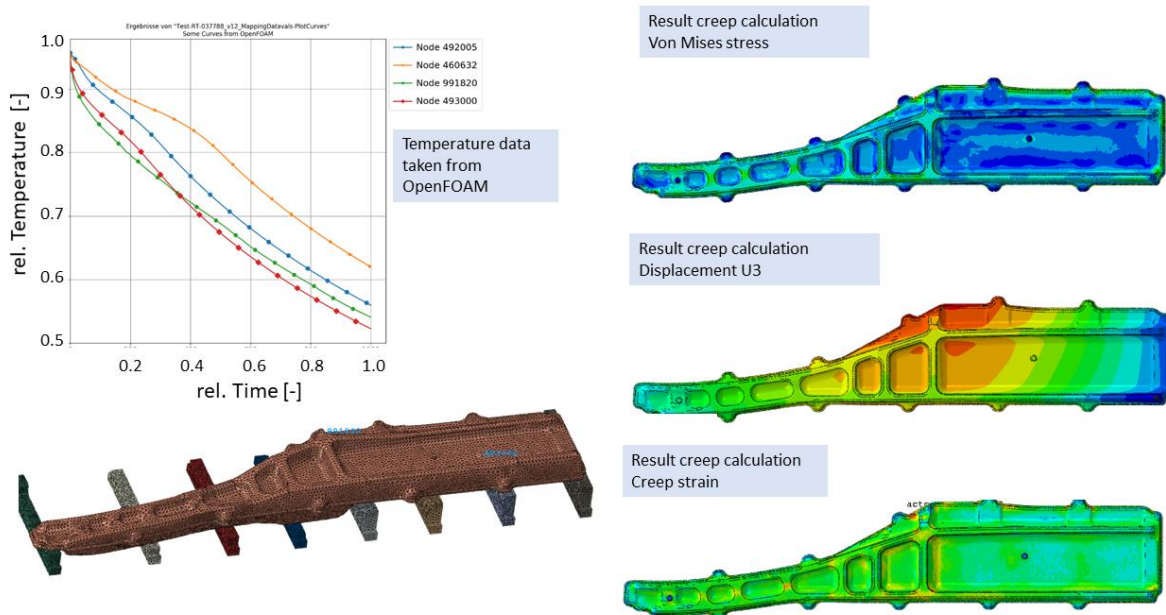 Ergebnisse von "Test-RT-037788_v12_MappingDatavals-PlotCurves"
Some Curves from OpenFOAM
1.0
0.9
0.8
0.7
0.6
0.5
rel. Temperature [-]
0.2
0.4
0.6
0.8
1.0
rel. Time [-]
Node 492005
Node 460632
Node 991820
Node 493000
Temperature data
taken from
OpenFOAM
Result creep calculation
Von Mises stress
Result creep calculation
Displacement U3
Result creep calculation
Creep strain